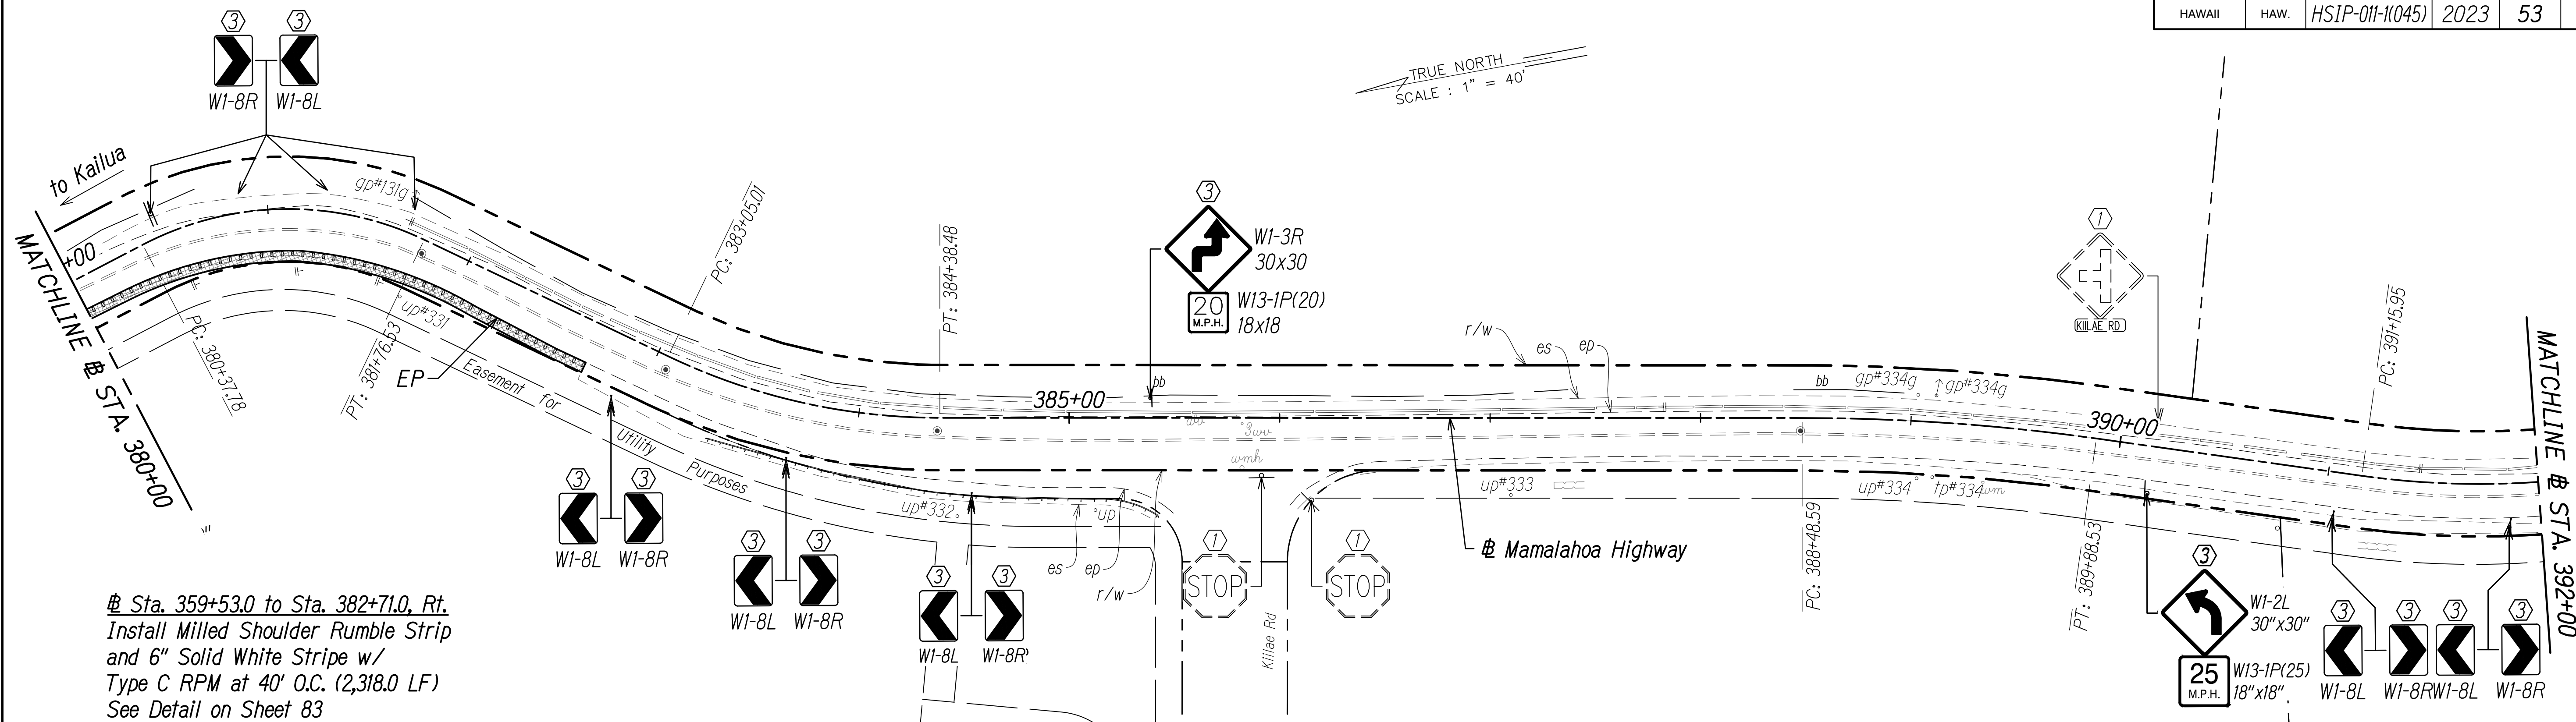 HAWAII HAW. HSIP-011-1(045) 2023 53
3 3
W1-8R W1-8L
TRUE NORTH
SCALE : 1" = 40'
to Kailua
gp#131g
MATCHLINE ⅊ STA. 380+00
+00
PC: 380+37.78
PT: 381+76.53
up#331
EP
Easement for Utility Purposes
PC: 383+05.01
PT: 384+38.48
3
W1-3R
30x30
20
M.P.H.
W13-1P(20)
18x18
bb
385+00
wv
wv
wmh
r/w
es
ep
bb
gp#334g
gp#334g
1
KIILAE RD
390+00
PC: 391+15.95
MATCHLINE ⅊ STA. 392+00
3 3
W1-8L W1-8R
3 3
W1-8L W1-8R
up#332
up
3 3
W1-8L W1-8R
es
ep
r/w
1
STOP
Kiilae Rd
1
STOP
up#333
⅊ Mamalahoa Highway
PC: 388+48.59
up#334
tp#334
wm
PT: 389+88.53
3
W1-2L
30"x30"
25
M.P.H.
W13-1P(25)
18"x18"
3 3 3 3
W1-8L W1-8R W1-8L W1-8R
⅊ Sta. 359+53.0 to Sta. 382+71.0, Rt.
Install Milled Shoulder Rumble Strip
and 6" Solid White Stripe w/
Type C RPM at 40' O.C. (2,318.0 LF)
See Detail on Sheet 83